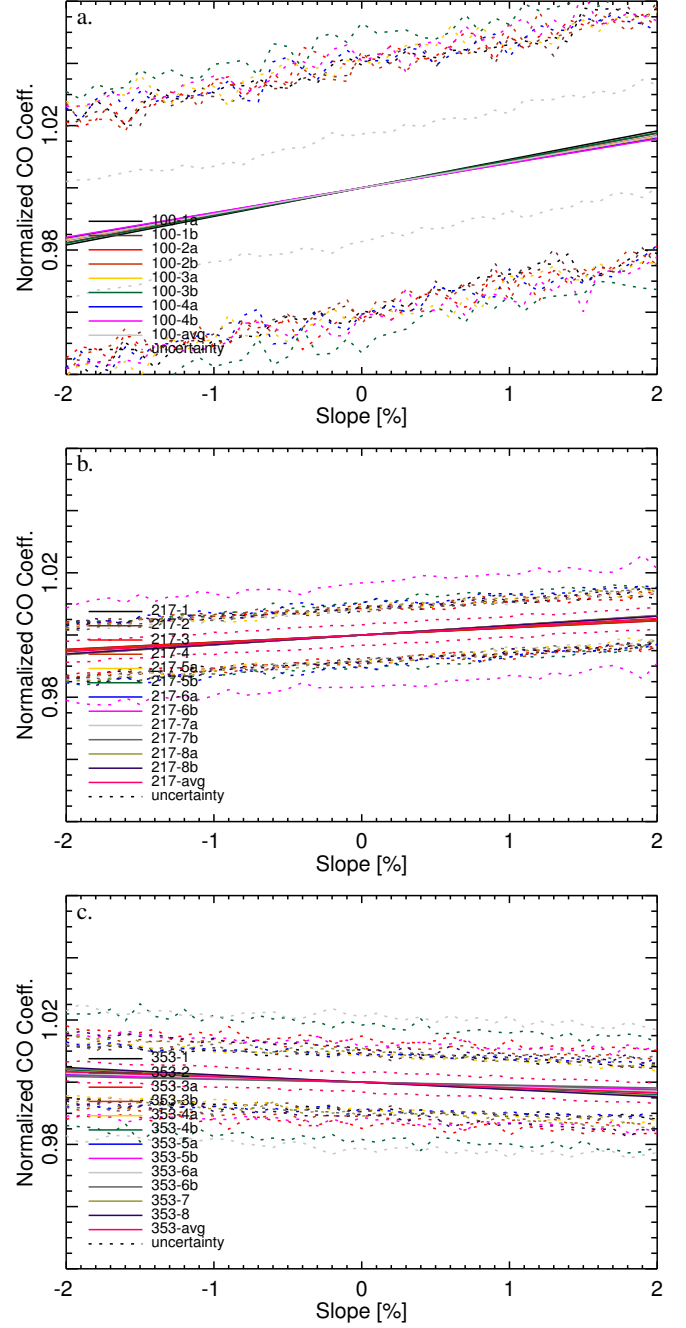 a.
Normalized CO Coeff.
1.02
0.98
100-1a
100-1b
100-2a
100-2b
100-3a
100-3b
100-4a
100-4b
100-avg
uncertainty
-2 -1 0 1 2
Slope [%]
b.
Normalized CO Coeff.
1.02
0.98
217-1
217-2
217-3
217-4
217-5a
217-5b
217-6a
217-6b
217-7a
217-7b
217-8a
217-8b
217-avg
uncertainty
-2 -1 0 1 2
Slope [%]
c.
Normalized CO Coeff.
1.02
0.98
353-1
353-2
353-3a
353-3b
353-4a
353-4b
353-5a
353-5b
353-6a
353-6b
353-7
353-8
353-avg
uncertainty
-2 -1 0 1 2
Slope [%]